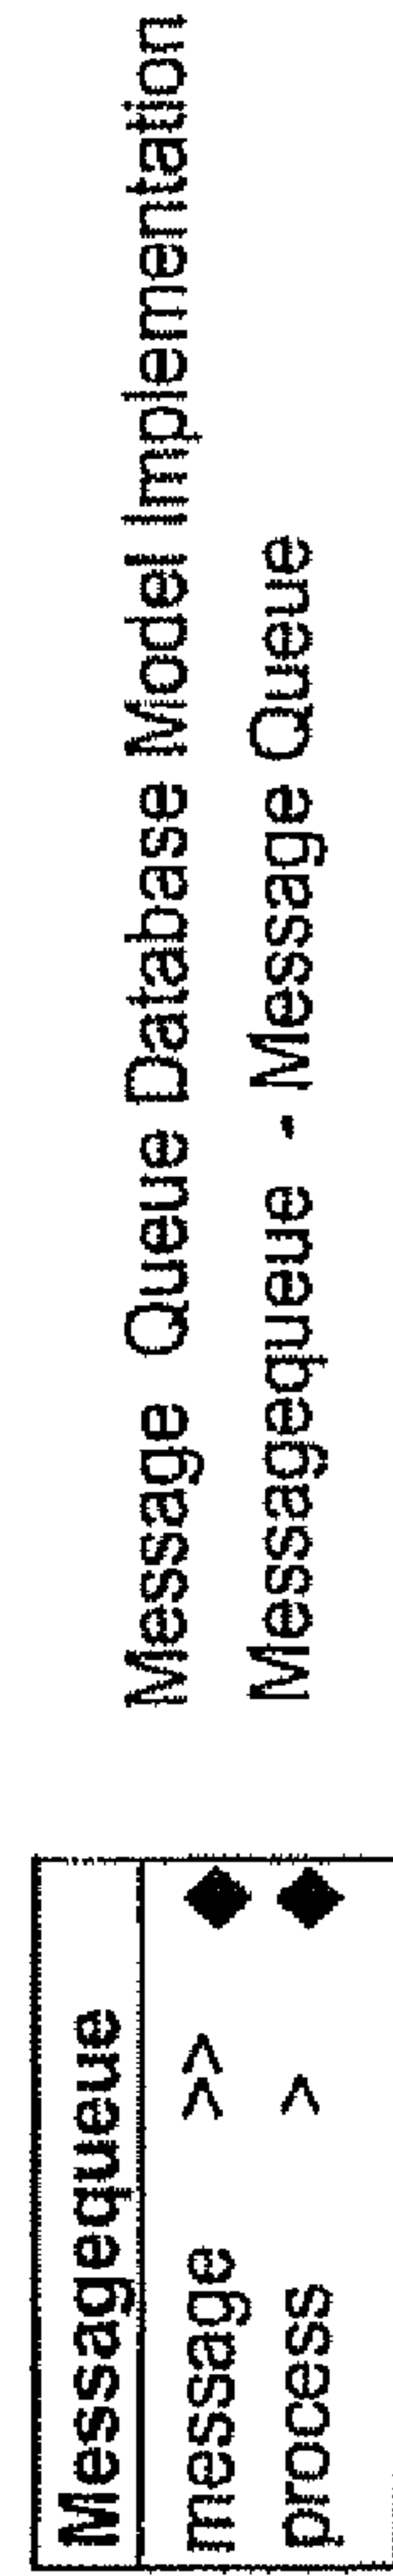 Messagequeue
message >> ◆
process > ◆
Message Queue Database Model Implementation
Messagequeue - Message Queue